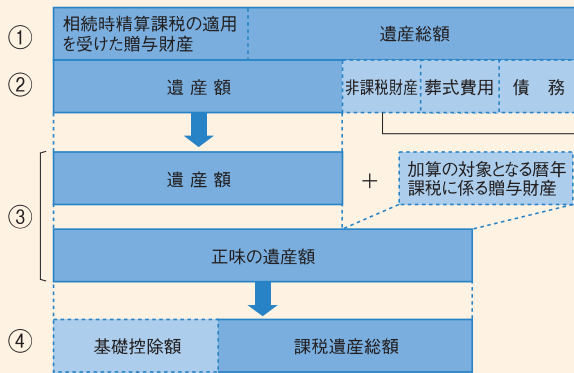 ①
相続時精算課税の適用
を受けた贈与財産
遺産総額
②
遺産額
非課税財産
葬式費用
債務
③
遺産額
+
加算の対象となる暦年
課税に係る贈与財産
正味の遺産額
④
基礎控除額
課税遺産総額